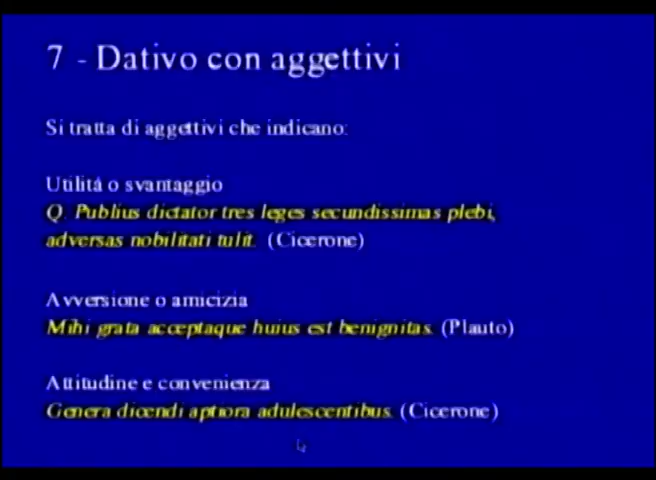 7 - Dativo con aggettivi
Si tratta di aggettivi che indicano:
Utilità o svantaggio
Q. Publius dictator tres leges secundissimas plebi,
adversas nobilitati tulit. (Cicerone)
Avversione o amicizia
Mihi grata acceptaque huius est benignitas. (Plauto)
Attitudine e convenienza
Genera dicendi aptiora adulescentibus. (Cicerone)